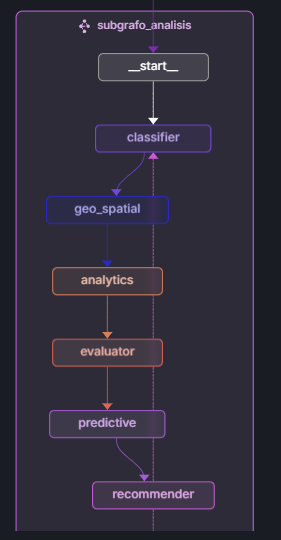 subgrafo_analisis
__start__
classifier
geo_spatial
analytics
evaluator
predictive
recommender